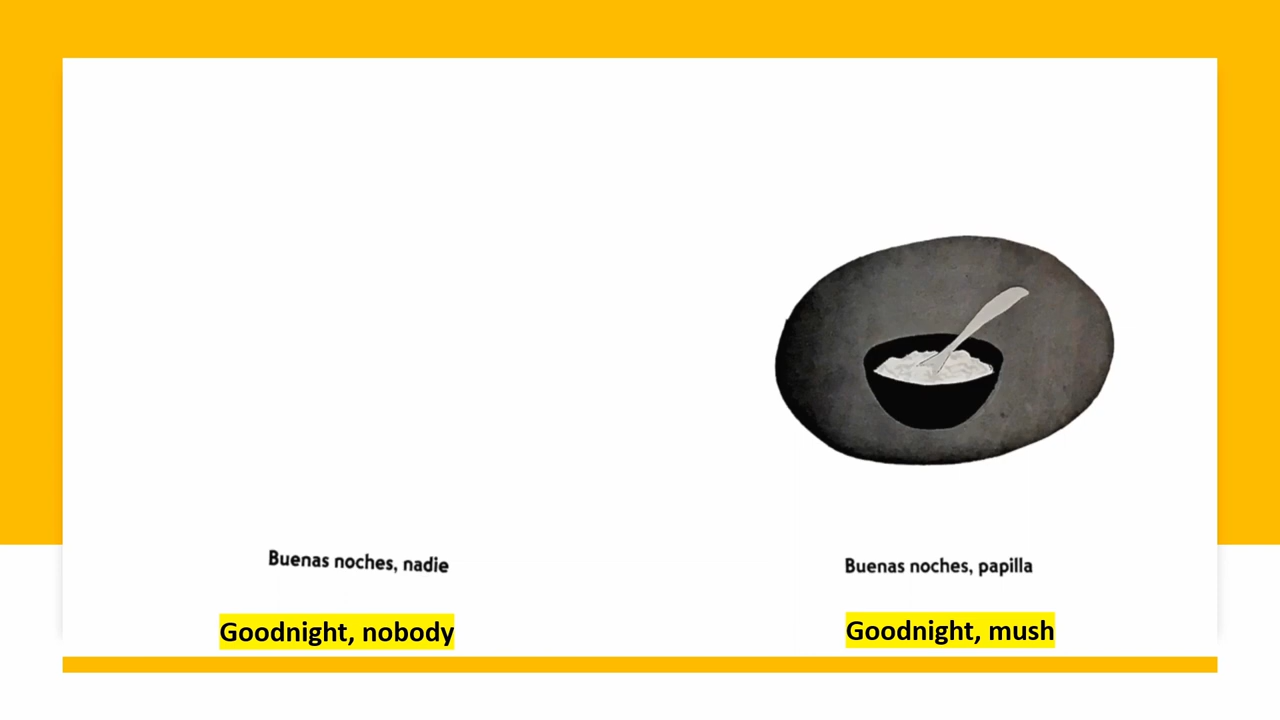 Buenas noches, nadie
Goodnight, nobody
Buenas noches, papilla
Goodnight, mush